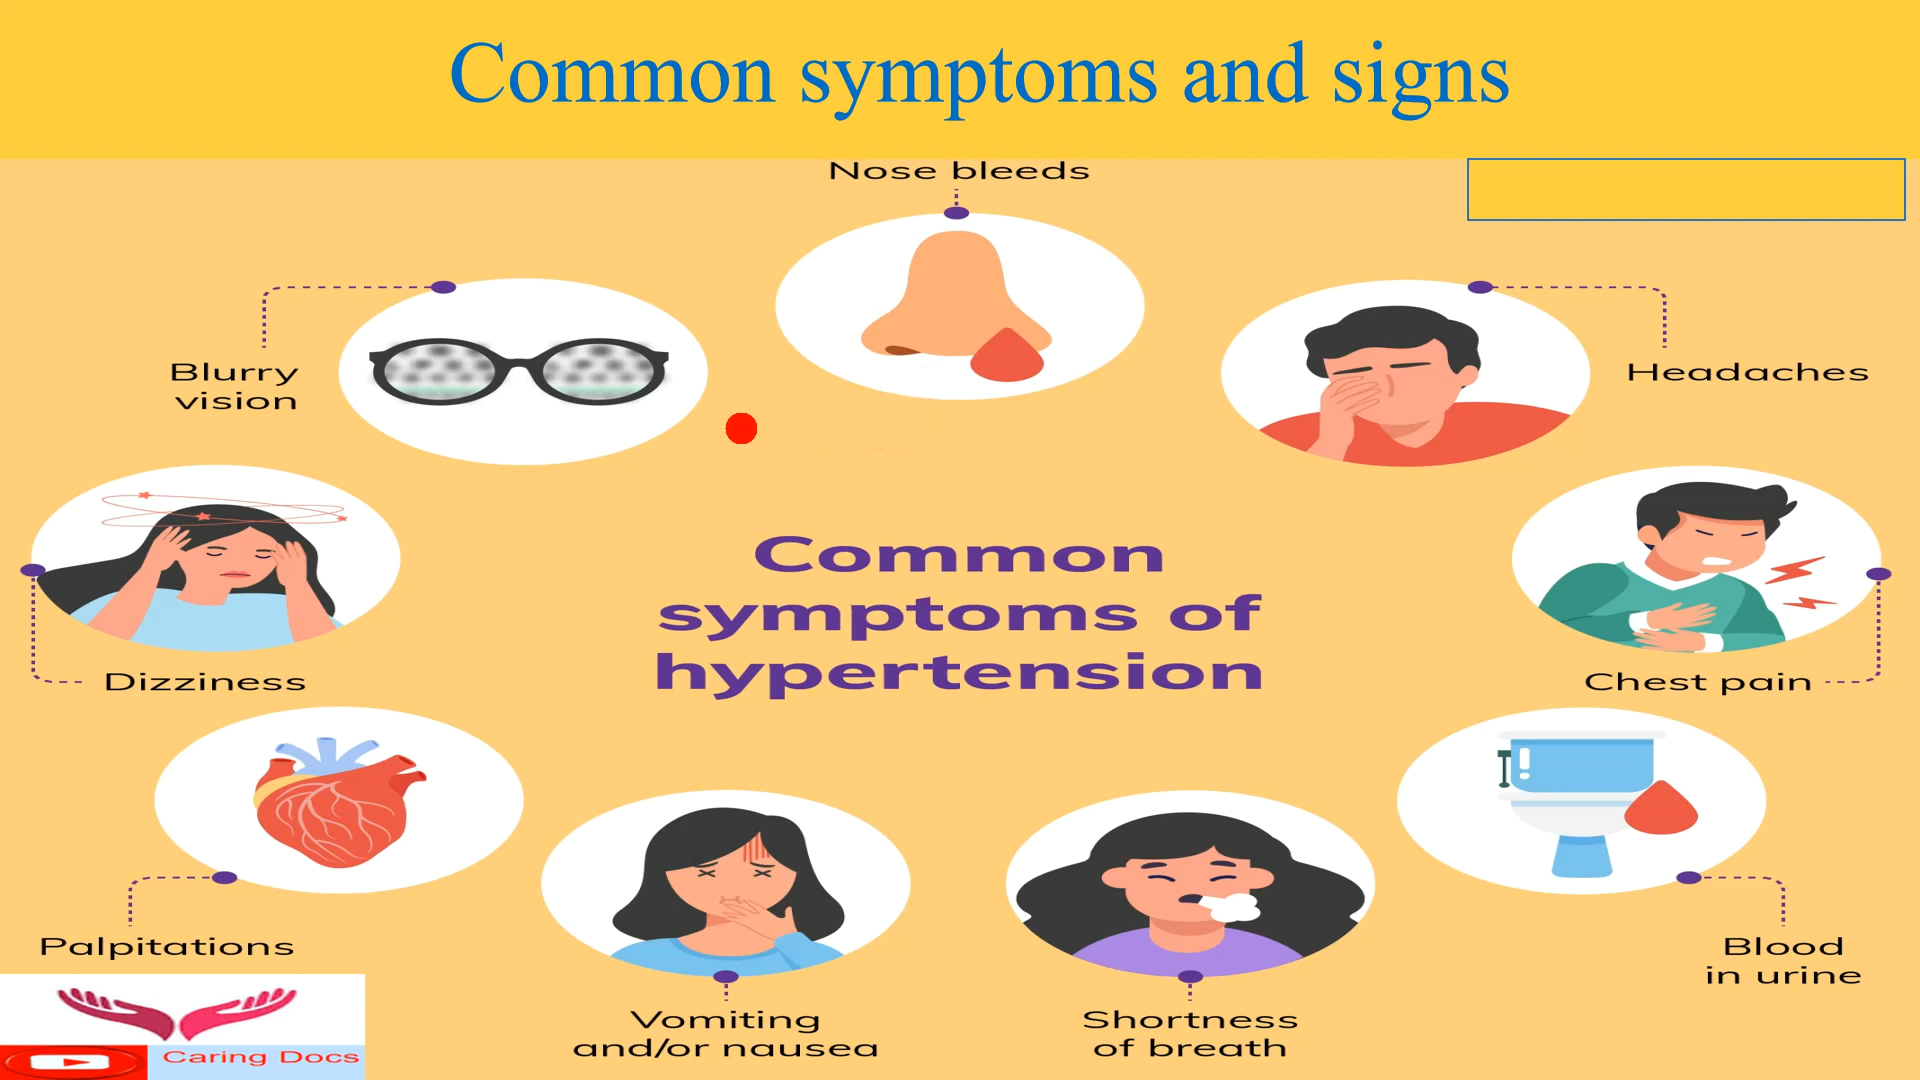 Common symptoms and signs
Nose bleeds
Blurry
vision
Headaches
Common
symptoms of
hypertension
Dizziness
Chest pain
Palpitations
Blood
in urine
Vomiting
and/or nausea
Shortness
of breath
Caring Docs